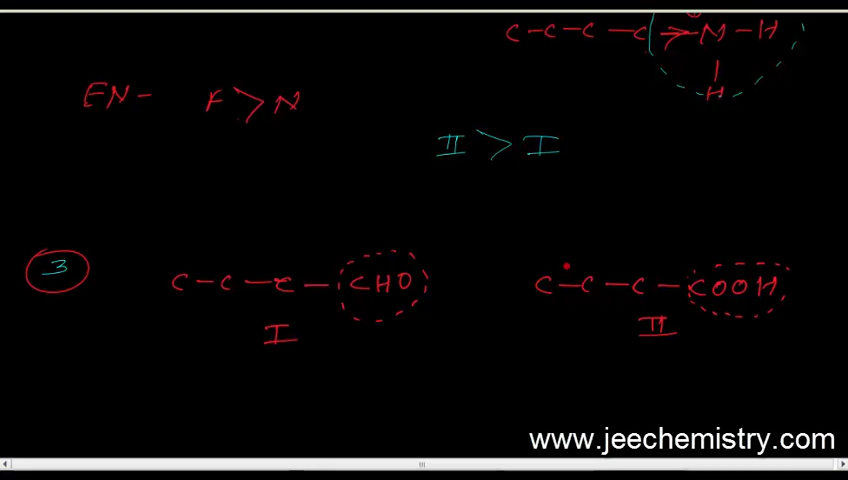 C - C - C - C > N - H
H
EN - F > N
II > I
3 C - C - C - CHO C - C - C - COOH
I II
www.jeechemistry.com